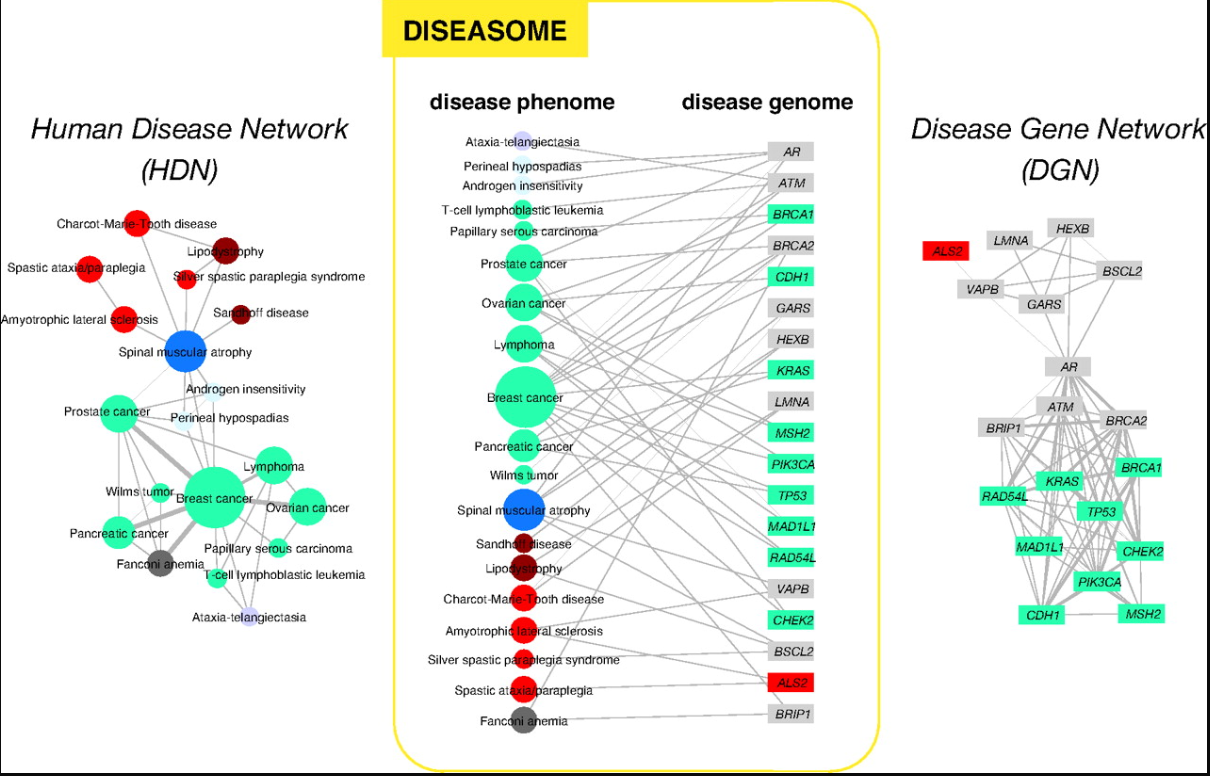 DISEASOME
disease phenome
disease genome
Human Disease Network
(HDN)
Charcot-Marie-Tooth disease
Lipodystrophy
Spastic ataxia/paraplegia
Silver spastic paraplegia syndrome
Amyotrophic lateral sclerosis
Sandhoff disease
Spinal muscular atrophy
Androgen insensitivity
Prostate cancer
Perineal hypospadias
Lymphoma
Wilms tumor
Breast cancer
Ovarian cancer
Pancreatic cancer
Papillary serous carcinoma
Fanconi anemia
T-cell lymphoblastic leukemia
Ataxia-telangiectasia
Ataxia-telangiectasia
Perineal hypospadias
Androgen insensitivity
T-cell lymphoblastic leukemia
Papillary serous carcinoma
Prostate cancer
Ovarian cancer
Lymphoma
Breast cancer
Pancreatic cancer
Wilms tumor
Spinal muscular atrophy
Sandhoff disease
Lipodystrophy
Charcot-Marie-Tooth disease
Amyotrophic lateral sclerosis
Silver spastic paraplegia syndrome
Spastic ataxia/paraplegia
Fanconi anemia
AR
ATM
BRCA1
BRCA2
CDH1
GARS
HEXB
KRAS
LMNA
MSH2
PIK3CA
TP53
MAD1L1
RAD54L
VAPB
CHEK2
BSCL2
ALS2
BRIP1
Disease Gene Network
(DGN)
HEXB
LMNA
ALS2
BSCL2
VAPB
GARS
AR
ATM
BRCA2
BRIP1
BRCA1
KRAS
RAD54L
TP53
MAD1L1
CHEK2
PIK3CA
CDH1
MSH2